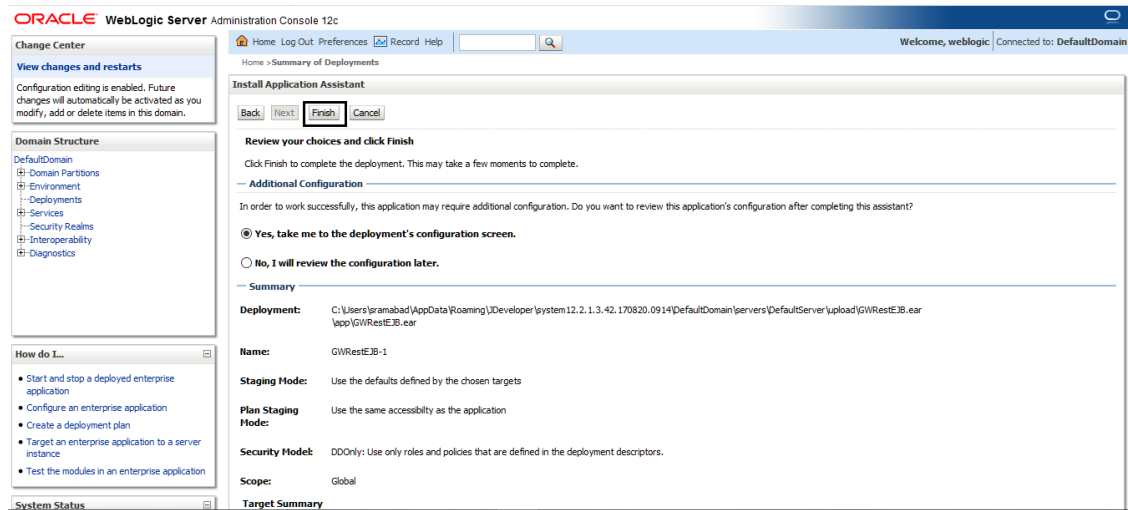 ORACLE WebLogic Server Administration Console 12c
Change Center
View changes and restarts
Configuration editing is enabled. Future
changes will automatically be activated as you
modify, add or delete items in this domain.
Domain Structure
DefaultDomain
Domain Partitions
Environment
Deployments
Services
Security Realms
Interoperability
Diagnostics
How do I...
Start and stop a deployed enterprise
application
Configure an enterprise application
Create a deployment plan
Target an enterprise application to a server
instance
Test the modules in an enterprise application
System Status
Home Log Out Preferences Record Help
Welcome, weblogic Connected to: DefaultDomain
Home >Summary of Deployments
Install Application Assistant
Back Next Finish Cancel
Review your choices and click Finish
Click Finish to complete the deployment. This may take a few moments to complete.
Additional Configuration
In order to work successfully, this application may require additional configuration. Do you want to review this application's configuration after completing this assistant?
Yes, take me to the deployment's configuration screen.
No, I will review the configuration later.
Summary
Deployment: C:\Users\sramabad\AppData\Roaming\JDeveloper\system12.2.1.3.42.170820.0914\DefaultDomain\servers\DefaultServer\upload\GWRestEJB.ear
\app\GWRestEJB.ear
Name: GWRestEJB-1
Staging Mode: Use the defaults defined by the chosen targets
Plan Staging Use the same accessibilty as the application
Mode:
Security Model: DDOnly: Use only roles and policies that are defined in the deployment descriptors.
Scope: Global
Target Summary